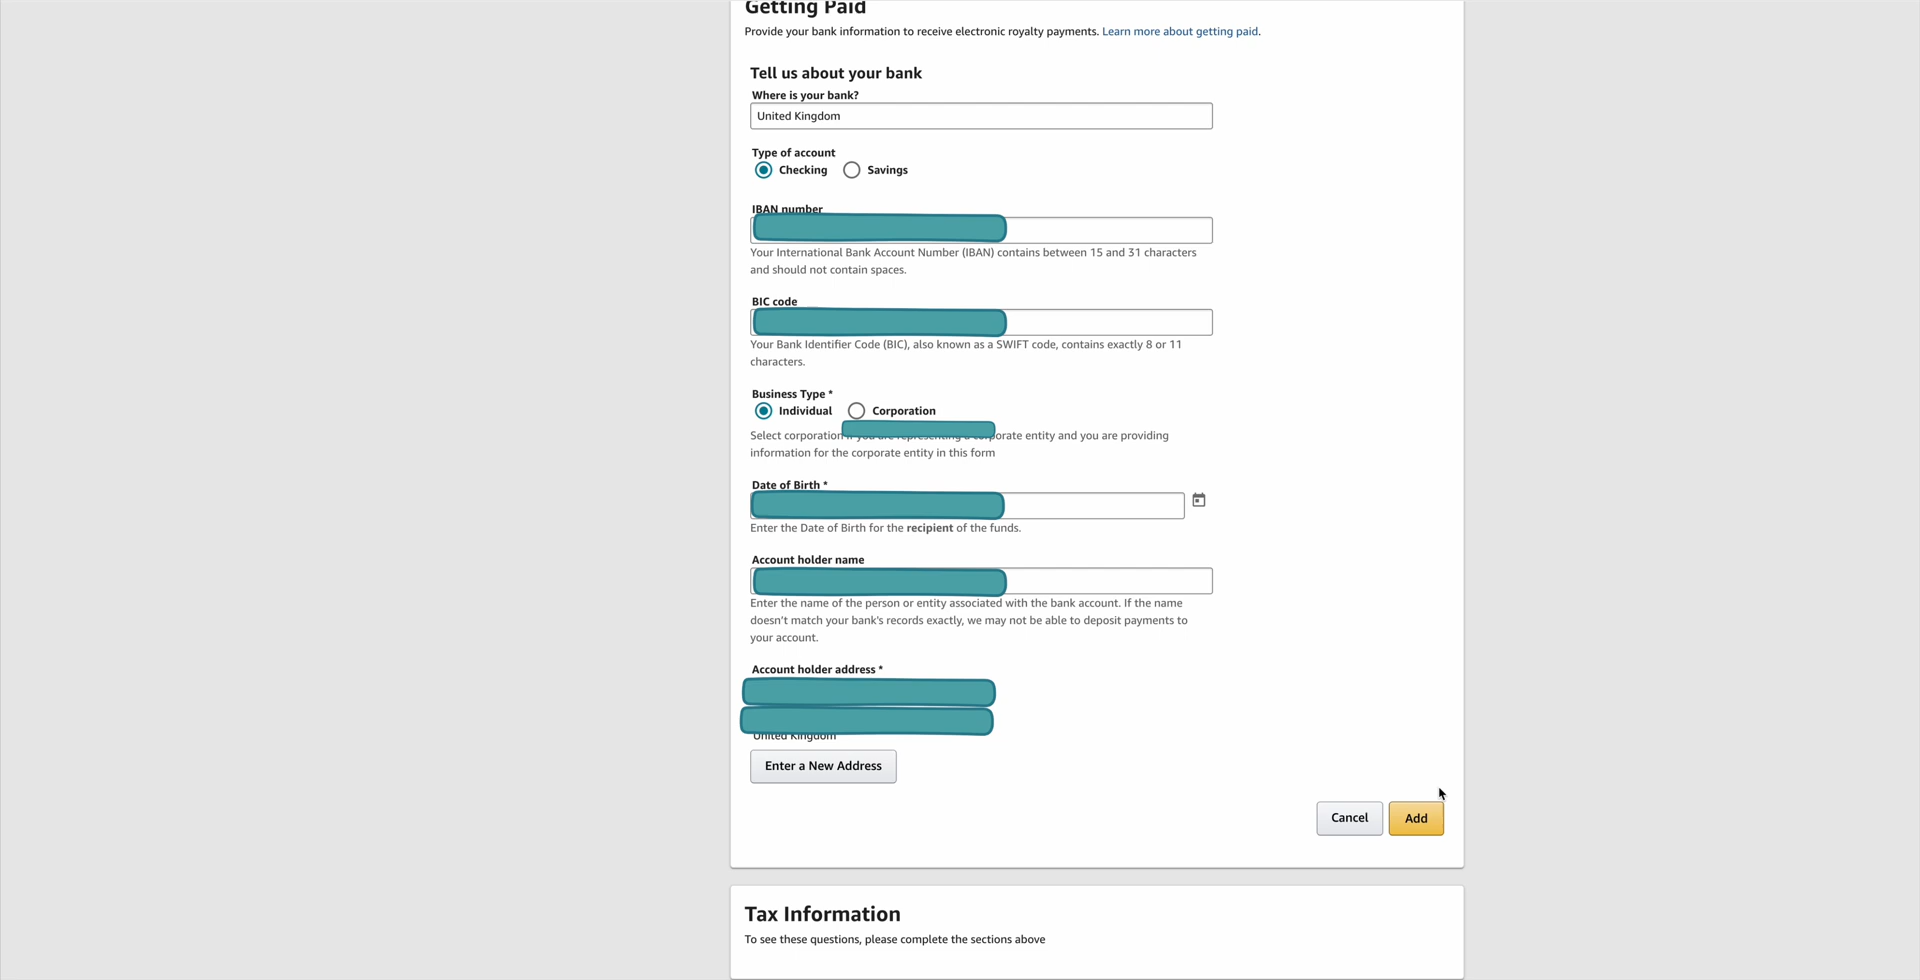 Getting Paid
Provide your bank information to receive electronic royalty payments. Learn more about getting paid.
Tell us about your bank
Where is your bank?
United Kingdom
Type of account
Checking Savings
IBAN number
Your International Bank Account Number (IBAN) contains between 15 and 31 characters
and should not contain spaces.
BIC code
Your Bank Identifier Code (BIC), also known as a SWIFT code, contains exactly 8 or 11
characters.
Business Type *
Individual Corporation
Select corporation if you are representing a corporate entity and you are providing
information for the corporate entity in this form
Date of Birth *
Enter the Date of Birth for the recipient of the funds.
Account holder name
Enter the name of the person or entity associated with the bank account. If the name
doesn't match your bank's records exactly, we may not be able to deposit payments to
your account.
Account holder address *
United Kingdom
Enter a New Address
Cancel Add
Tax Information
To see these questions, please complete the sections above